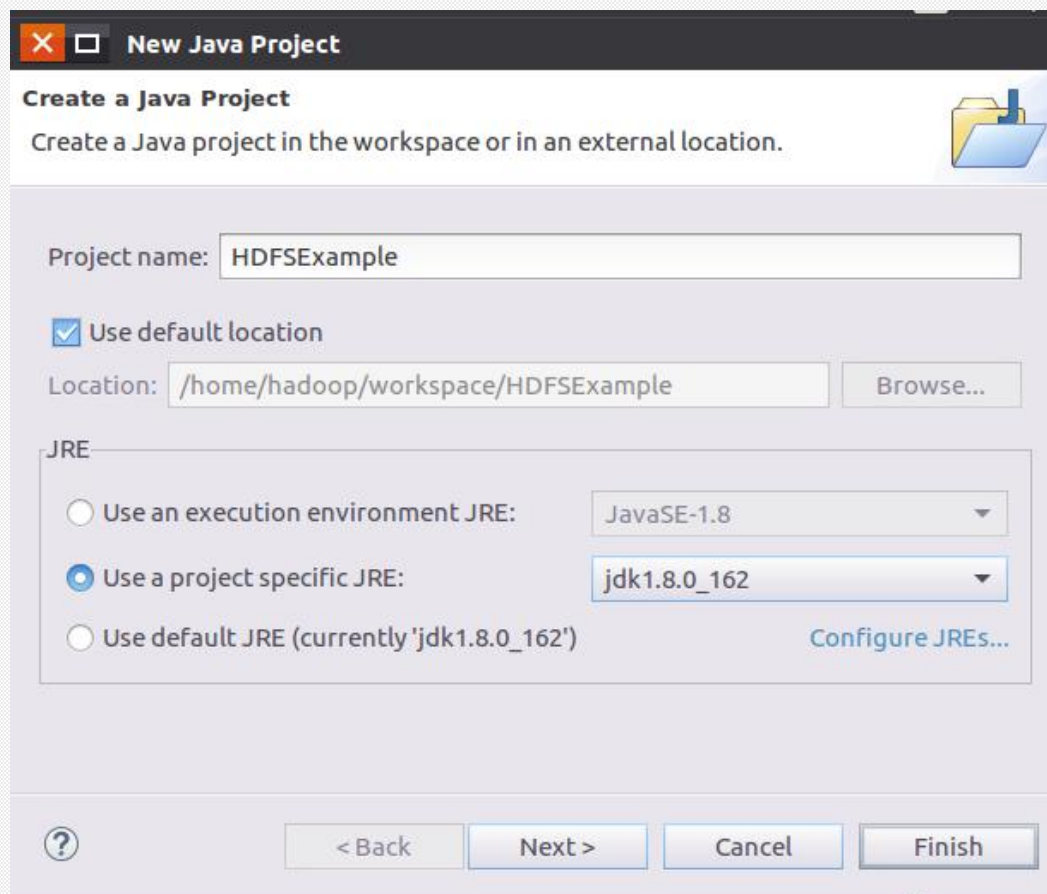 New Java Project
Create a Java Project
Create a Java project in the workspace or in an external location.
Project name: HDFSExample
Use default location
Location: /home/hadoop/workspace/HDFSExample Browse...
JRE
Use an execution environment JRE: JavaSE-1.8
Use a project specific JRE: jdk1.8.0_162
Use default JRE (currently 'jdk1.8.0_162') Configure JREs...
? < Back Next > Cancel Finish